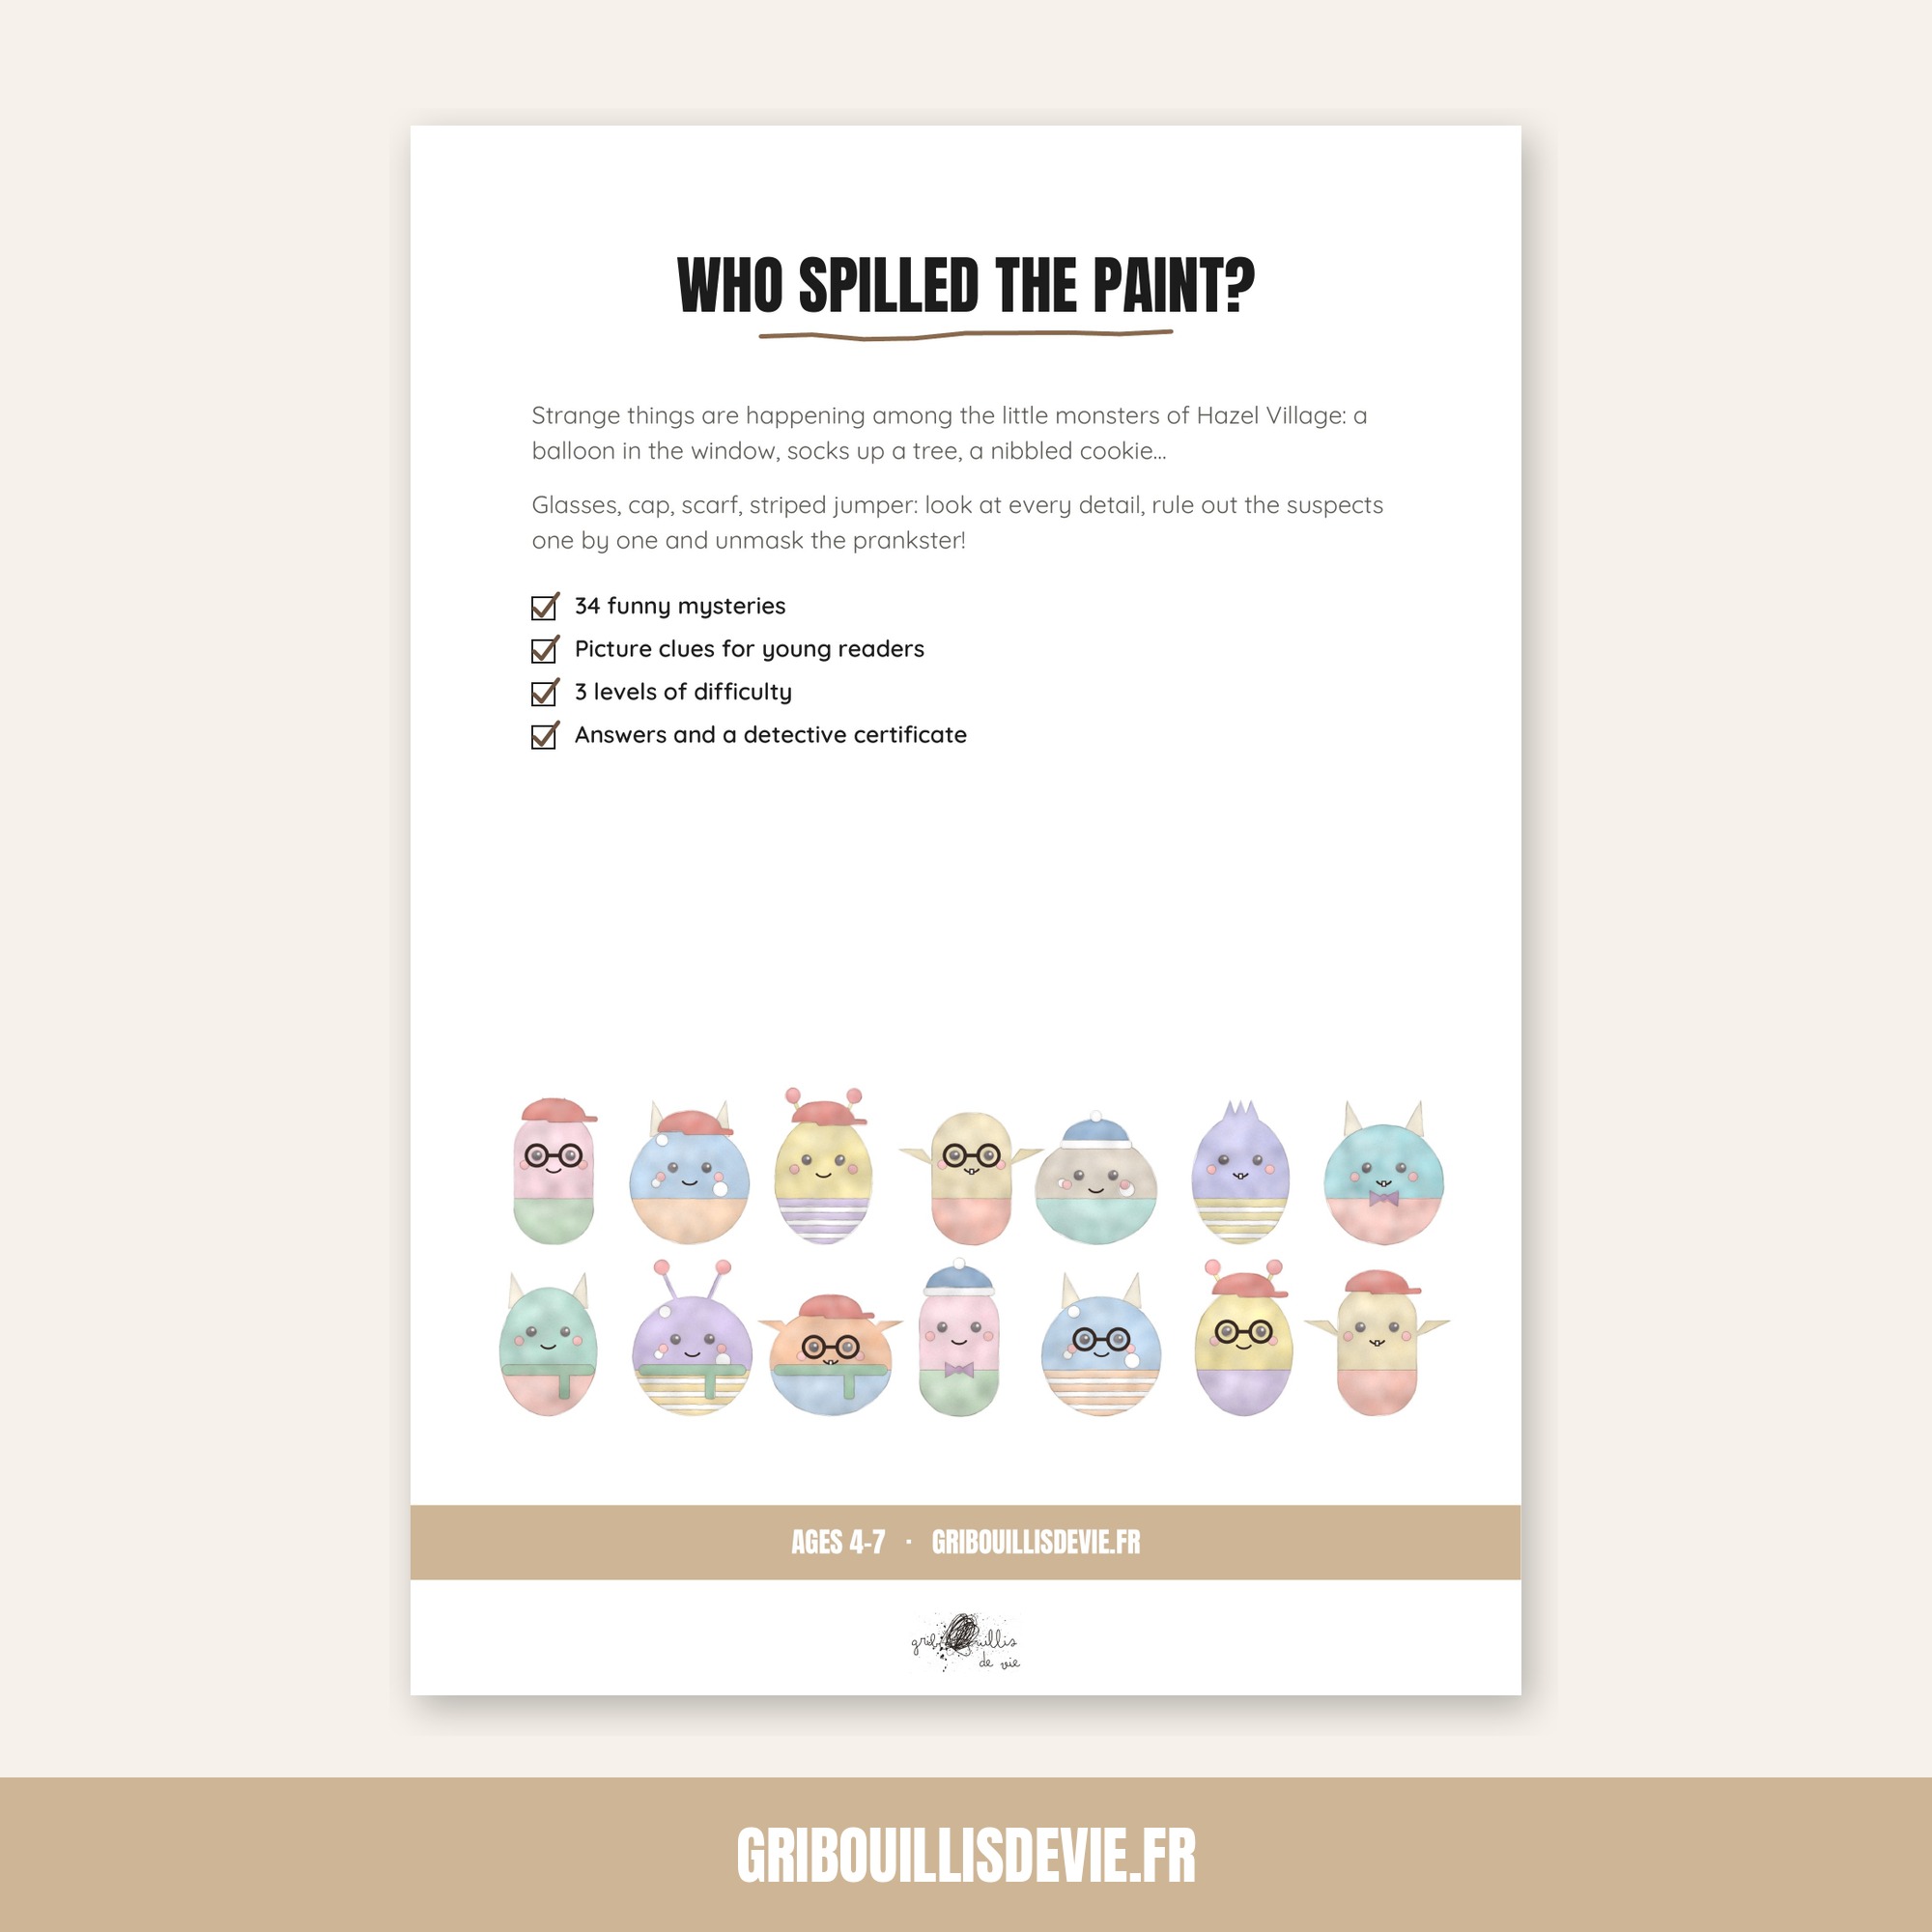 WHO SPILLED THE PAINT?
Strange things are happening among the little monsters of Hazel Village: a
balloon in the window, socks up a tree, a nibbled cookie...
Glasses, cap, scarf, striped jumper: look at every detail, rule out the suspects
one by one and unmask the prankster!
34 funny mysteries
Picture clues for young readers
3 levels of difficulty
Answers and a detective certificate
AGES 4-7 · GRIBOUILLISDEVIE.FR
gribouillis
de vie
GRIBOUILLISDEVIE.FR